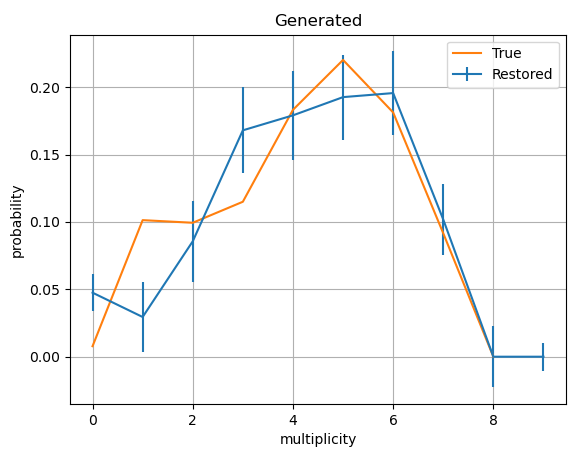 Generated
True
Restored
probability
0.20
0.15
0.10
0.05
0.00
0 2 4 6 8
multiplicity